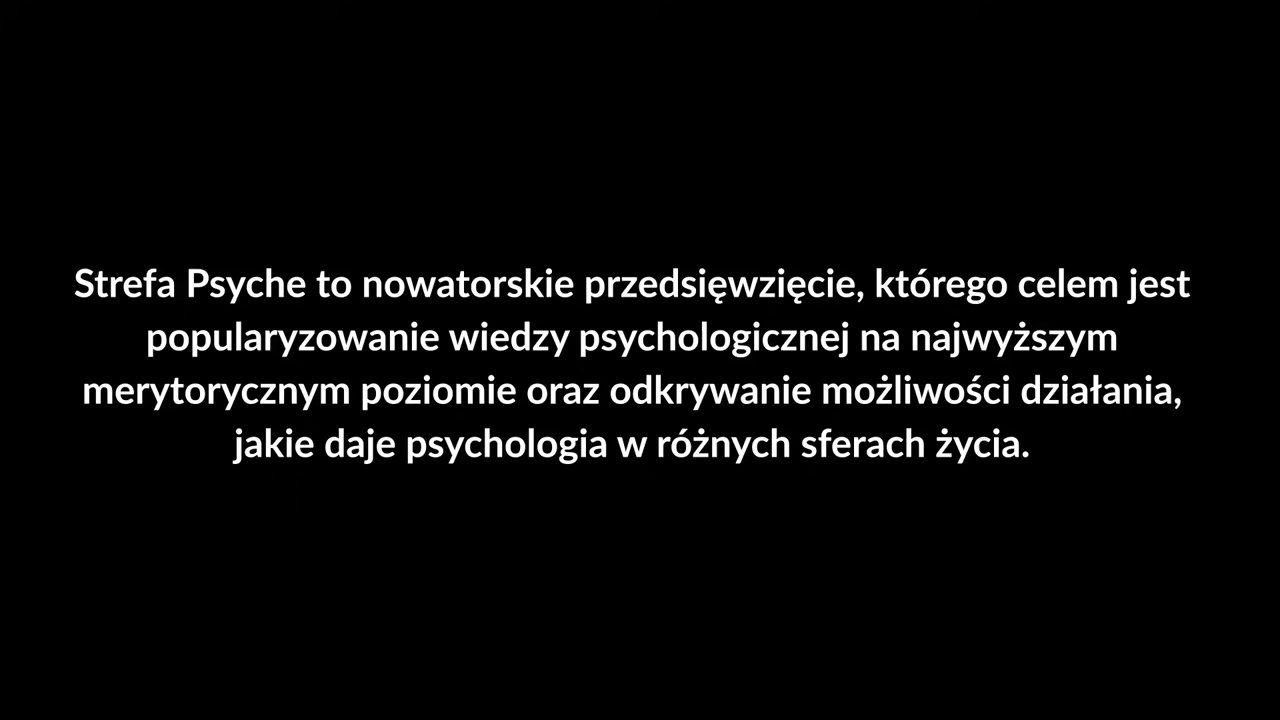 Strefa Psyche to nowatorskie przedsięwzięcie, którego celem jest
popularyzowanie wiedzy psychologicznej na najwyższym
merytorycznym poziomie oraz odkrywanie możliwości działania,
jakie daje psychologia w różnych sferach życia.